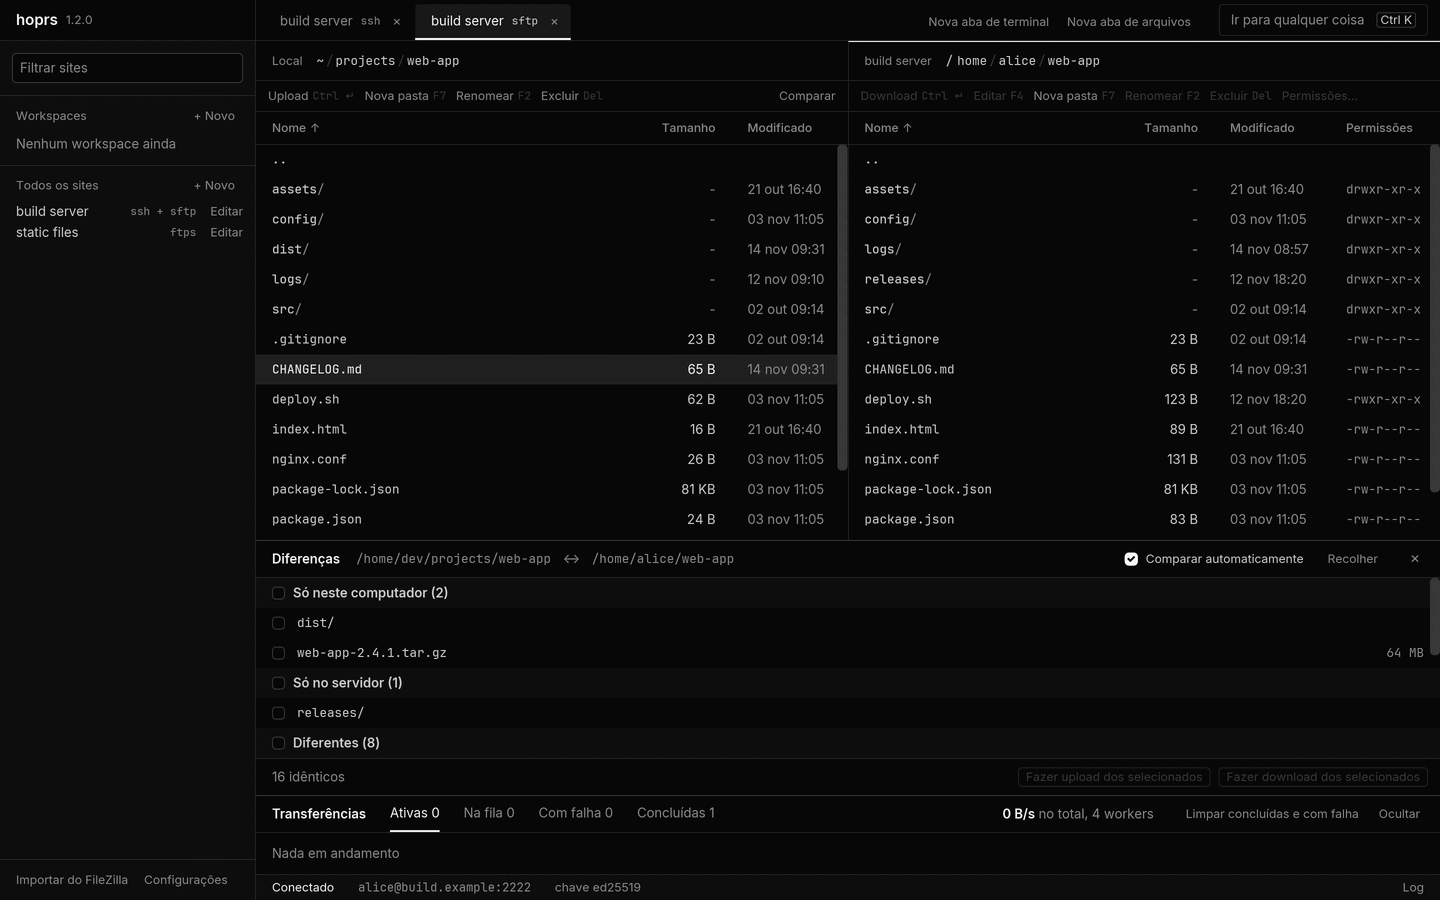 hoprs 1.2.0
Filtrar sites
Workspaces + Novo
Nenhum workspace ainda
Todos os sites + Novo
build server ssh + sftp Editar
static files ftps Editar
Importar do FileZilla Configurações
build server ssh ×
build server sftp ×
Nova aba de terminal Nova aba de arquivos Ir para qualquer coisa Ctrl K
Local ~/projects/web-app
Upload Ctrl ↵ Nova pasta F7 Renomear F2 Excluir Del Comparar
Nome ↑ Tamanho Modificado
..
assets/ - 21 out 16:40
config/ - 03 nov 11:05
dist/ - 14 nov 09:31
logs/ - 12 nov 09:10
src/ - 02 out 09:14
.gitignore 23 B 02 out 09:14
CHANGELOG.md 65 B 14 nov 09:31
deploy.sh 62 B 03 nov 11:05
index.html 16 B 21 out 16:40
nginx.conf 26 B 03 nov 11:05
package-lock.json 81 KB 03 nov 11:05
package.json 24 B 03 nov 11:05
build server /home/alice/web-app
Download Ctrl ↵ Editar F4 Nova pasta F7 Renomear F2 Excluir Del Permissões...
Nome ↑ Tamanho Modificado Permissões
..
assets/ - 21 out 16:40 drwxr-xr-x
config/ - 03 nov 11:05 drwxr-xr-x
logs/ - 14 nov 08:57 drwxr-xr-x
releases/ - 12 nov 18:20 drwxr-xr-x
src/ - 02 out 09:14 drwxr-xr-x
.gitignore 23 B 02 out 09:14 -rw-r--r--
CHANGELOG.md 65 B 14 nov 09:31 -rw-r--r--
deploy.sh 123 B 12 nov 18:20 -rwxr-xr-x
index.html 89 B 21 out 16:40 -rw-r--r--
nginx.conf 131 B 03 nov 11:05 -rw-r--r--
package-lock.json 81 KB 03 nov 11:05 -rw-r--r--
package.json 83 B 03 nov 11:05 -rw-r--r--
Diferenças /home/dev/projects/web-app ↔ /home/alice/web-app Comparar automaticamente Recolher ×
Só neste computador (2)
dist/
web-app-2.4.1.tar.gz 64 MB
Só no servidor (1)
releases/
Diferentes (8)
16 idênticos Fazer upload dos selecionados Fazer download dos selecionados
Transferências Ativas 0 Na fila 0 Com falha 0 Concluídas 1 0 B/s no total, 4 workers Limpar concluídas e com falha Ocultar
Nada em andamento
Conectado alice@build.example:2222 chave ed25519 Log